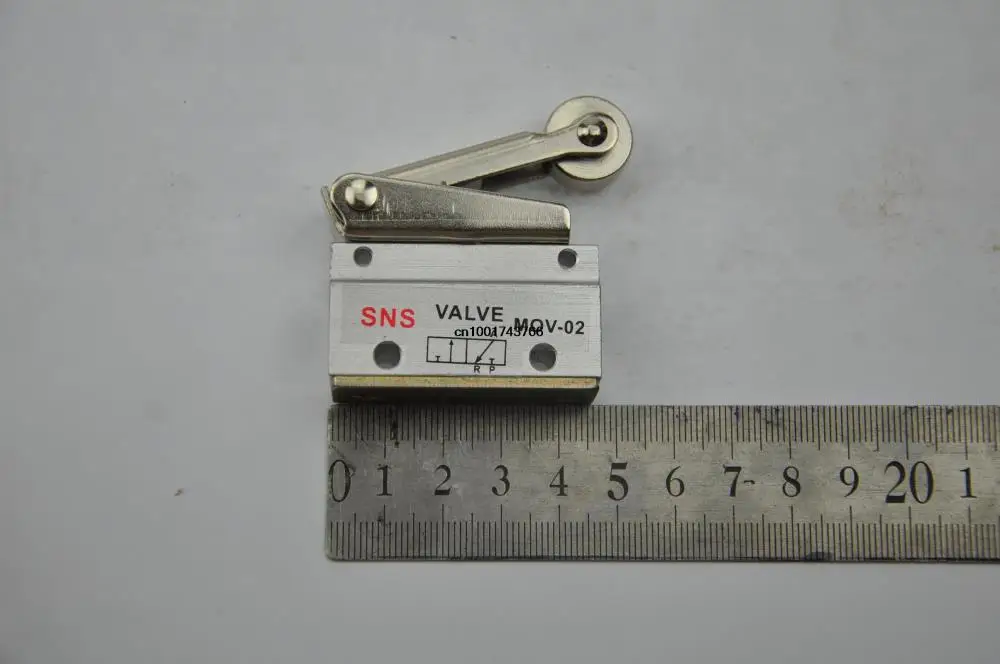 SNS VALVE MOV-02
cn1001743766
A
T T
R P
0 1 2 3 4 5 6 7 8 9 20 1